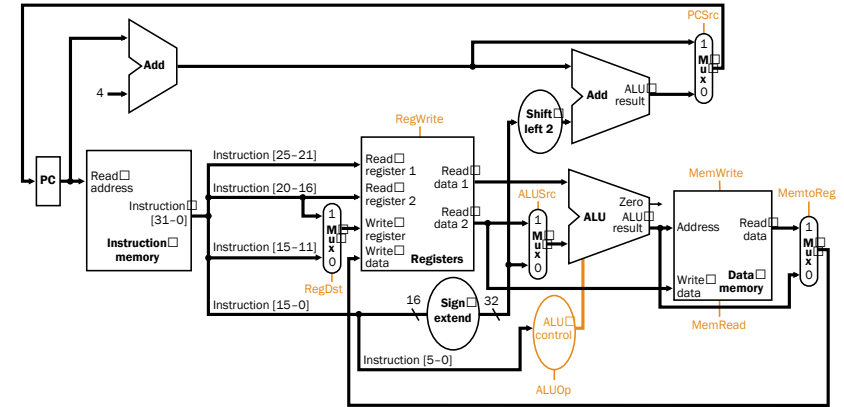 PCSrc
Add
4
1
M
u
x
0
Add
ALU
result
Shift
left 2
RegWrite
PC
Read
address
Instruction
[31–0]
Instruction
memory
Instruction [25–21]
Instruction [20–16]
Instruction [15–11]
Instruction [15–0]
Instruction [5–0]
1
M
u
x
0
RegDst
Read
register 1
Read
register 2
Write
register
Write
data
Read
data 1
Read
data 2
Registers
16
Sign
extend
32
ALUSrc
1
M
u
x
0
ALU
Zero
ALU
result
ALU
control
ALUOp
MemWrite
Address
Read
data
Write
data
Data
memory
MemRead
MemtoReg
1
M
u
x
0